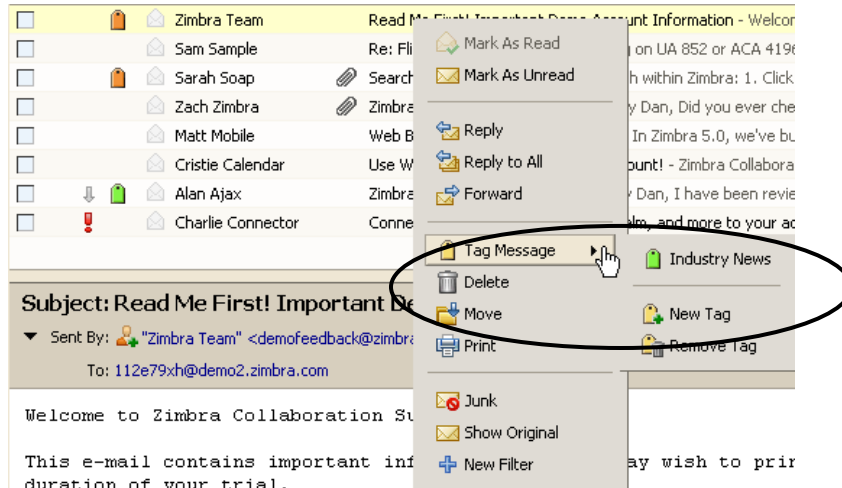 Zimbra Team Read Me First! Important Demo Account Information - Welcor
Sam Sample Re: Fli on UA 852 or ACA 4196
Sarah Soap Search h within Zimbra: 1. Click
Zach Zimbra Zimbra y Dan, Did you ever che
Matt Mobile Web B In Zimbra 5.0, we've bu
Cristie Calendar Use W ount! - Zimbra Collabora
Alan Ajax Zimbra Dan, I have been revie
Charlie Connector Conne alm, and more to your ac
Mark As Read
Mark As Unread
Reply
Reply to All
Forward
Tag Message
Delete
Move
Print
Junk
Show Original
New Filter
Industry News
New Tag
Remove Tag
Subject: Read Me First! Important De
Sent By: "Zimbra Team" <demofeedback@zimbra
To: 112e79xh@demo2.zimbra.com
Welcome to Zimbra Collaboration Su
This e-mail contains important inf ay wish to prin
duration of your trial.